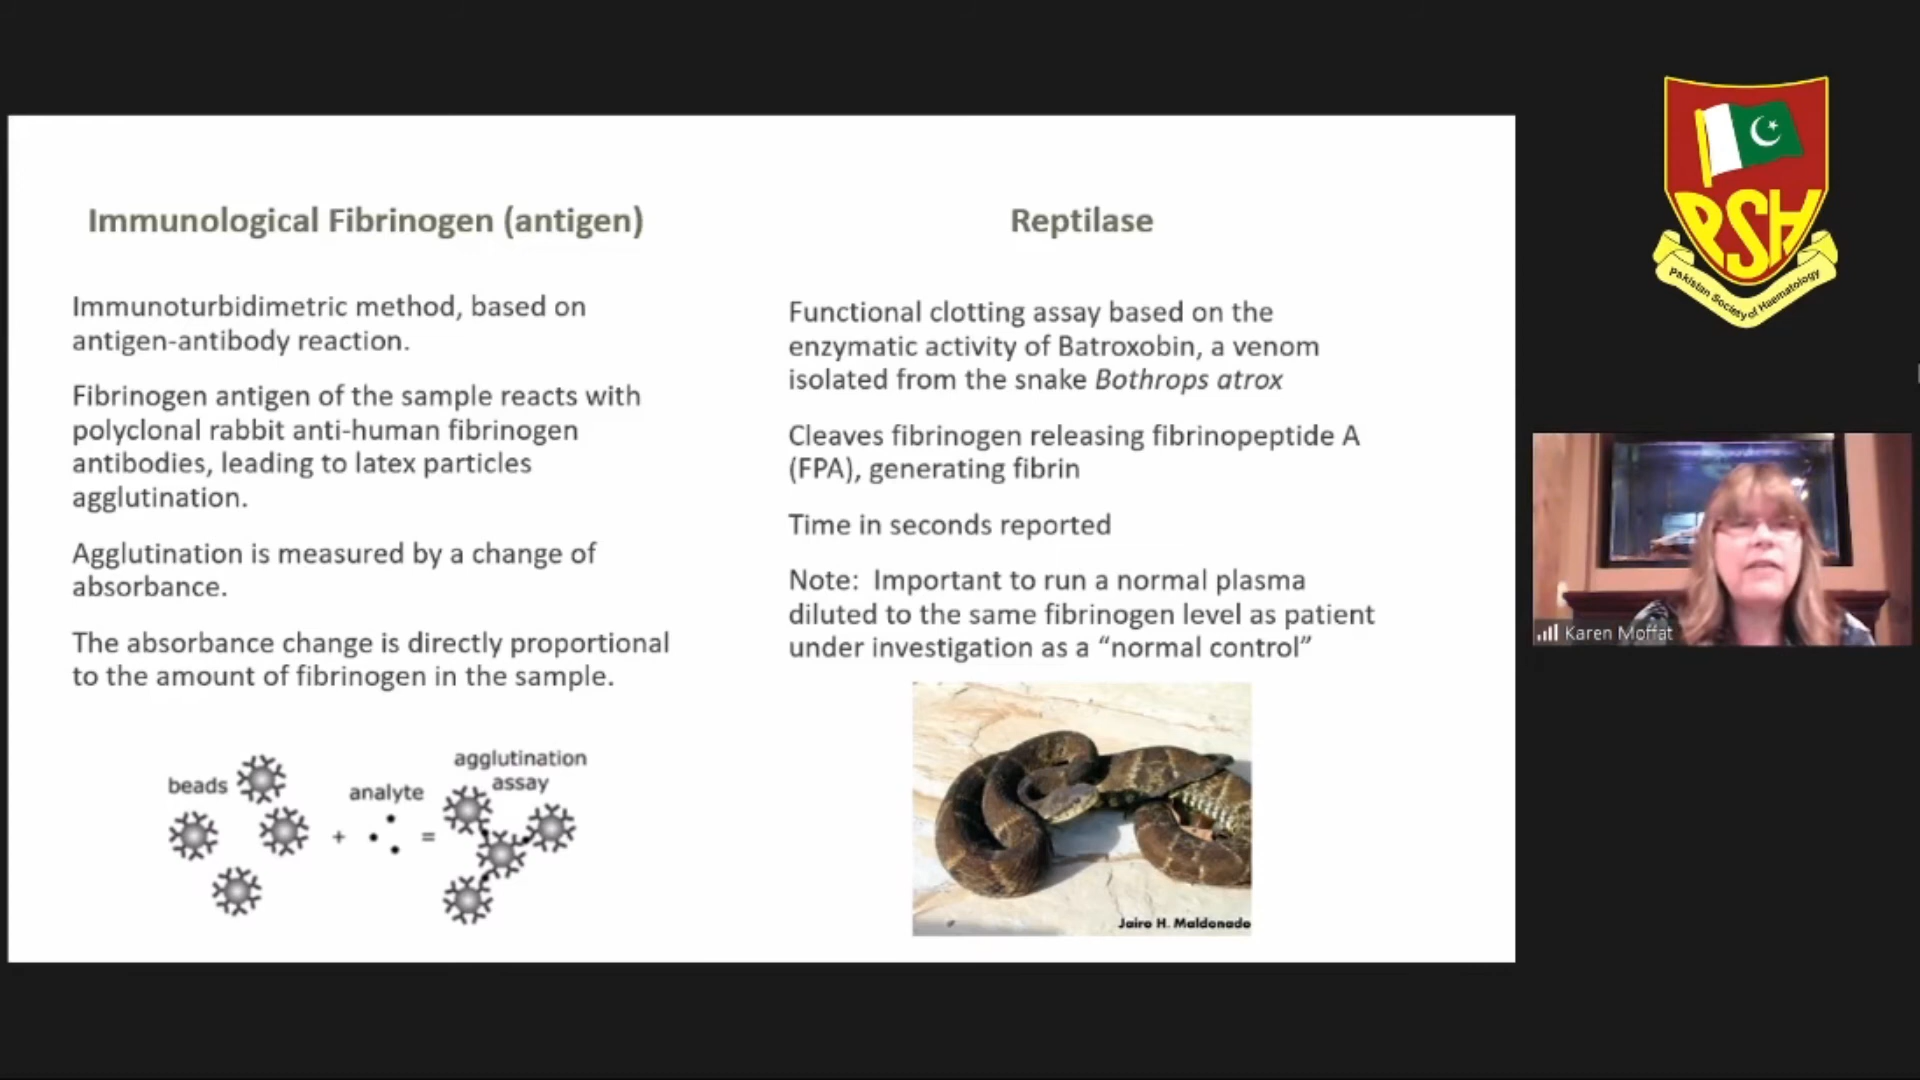 Immunological Fibrinogen (antigen)
Immunoturbidimetric method, based on
antigen-antibody reaction.
Fibrinogen antigen of the sample reacts with
polyclonal rabbit anti-human fibrinogen
antibodies, leading to latex particles
agglutination.
Agglutination is measured by a change of
absorbance.
The absorbance change is directly proportional
to the amount of fibrinogen in the sample.
beads
analyte
agglutination
assay
+
=
Reptilase
Functional clotting assay based on the
enzymatic activity of Batroxobin, a venom
isolated from the snake Bothrops atrox
Cleaves fibrinogen releasing fibrinopeptide A
(FPA), generating fibrin
Time in seconds reported
Note:  Important to run a normal plasma
diluted to the same fibrinogen level as patient
under investigation as a “normal control”
Jairo H. Maldonado
PSH
Pakistan Society of Haematology
Karen Moffat